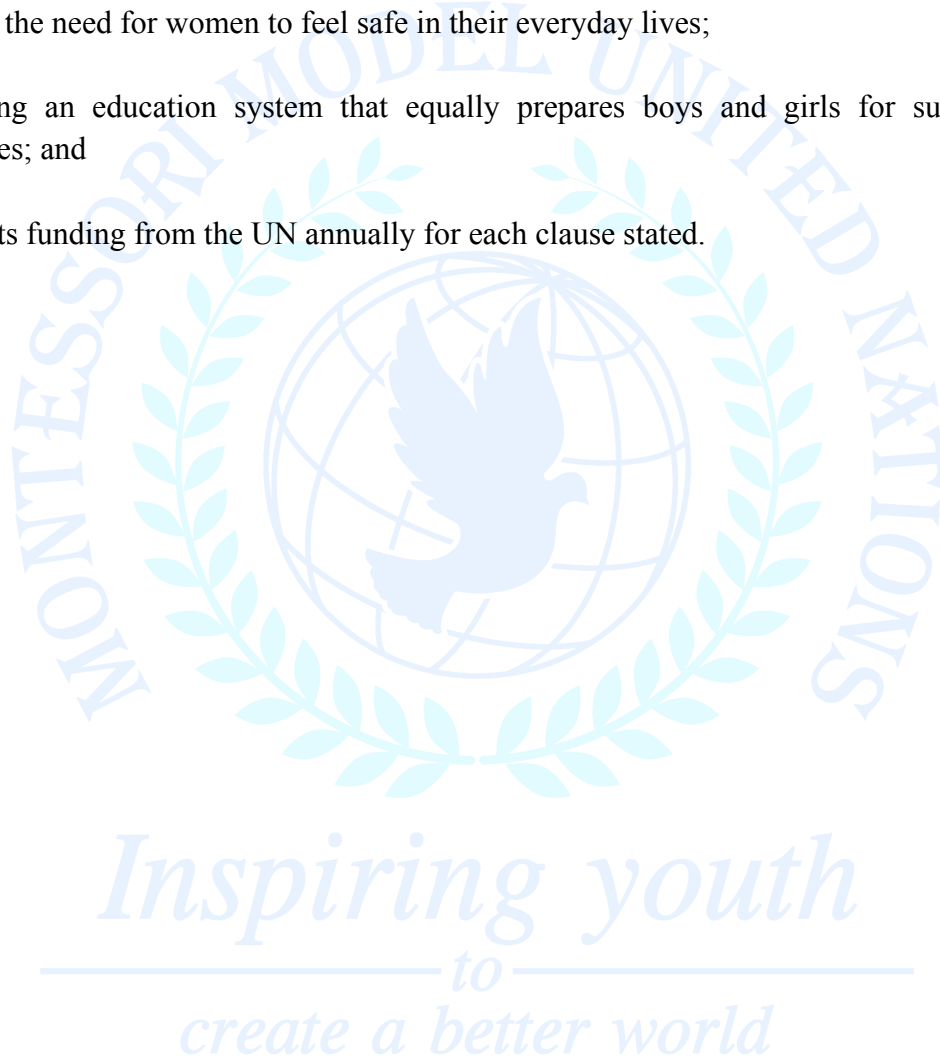 the need for women to feel safe in their everyday lives;
ng an education system that equally prepares boys and girls for su
es; and
ts funding from the UN annually for each clause stated.
MONTESSORI MODEL UNITED NATIONS
Inspiring youth
to
create a better world